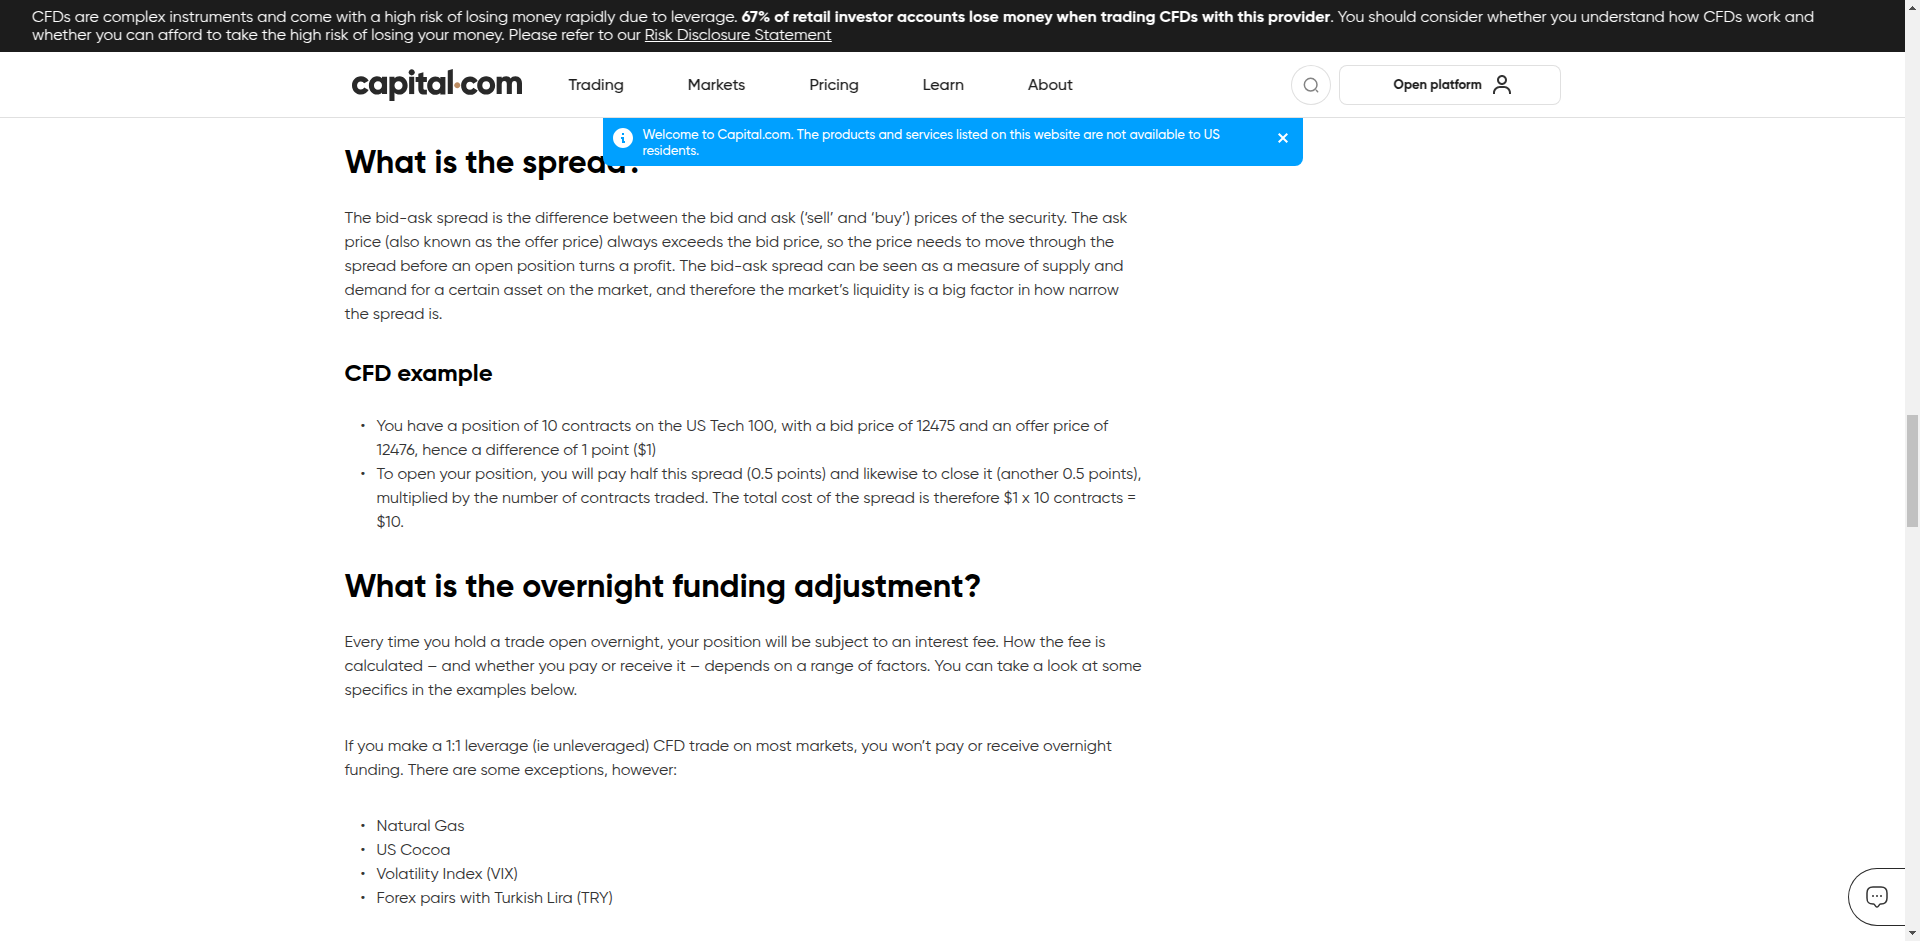 CFDs are complex instruments and come with a high risk of losing money rapidly due to leverage. 67% of retail investor accounts lose money when trading CFDs with this provider. You should consider whether you understand how CFDs work and
whether you can afford to take the high risk of losing your money. Please refer to our Risk Disclosure Statement
capital.com Trading Markets Pricing Learn About Open platform
Welcome to Capital.com. The products and services listed on this website are not available to US
residents.
What is the spread?
The bid-ask spread is the difference between the bid and ask (‘sell’ and ‘buy’) prices of the security. The ask
price (also known as the offer price) always exceeds the bid price, so the price needs to move through the
spread before an open position turns a profit. The bid-ask spread can be seen as a measure of supply and
demand for a certain asset on the market, and therefore the market’s liquidity is a big factor in how narrow
the spread is.
CFD example
• You have a position of 10 contracts on the US Tech 100, with a bid price of 12475 and an offer price of
12476, hence a difference of 1 point ($1)
• To open your position, you will pay half this spread (0.5 points) and likewise to close it (another 0.5 points),
multiplied by the number of contracts traded. The total cost of the spread is therefore $1 x 10 contracts =
$10.
What is the overnight funding adjustment?
Every time you hold a trade open overnight, your position will be subject to an interest fee. How the fee is
calculated – and whether you pay or receive it – depends on a range of factors. You can take a look at some
specifics in the examples below.
If you make a 1:1 leverage (ie unleveraged) CFD trade on most markets, you won’t pay or receive overnight
funding. There are some exceptions, however:
• Natural Gas
• US Cocoa
• Volatility Index (VIX)
• Forex pairs with Turkish Lira (TRY)